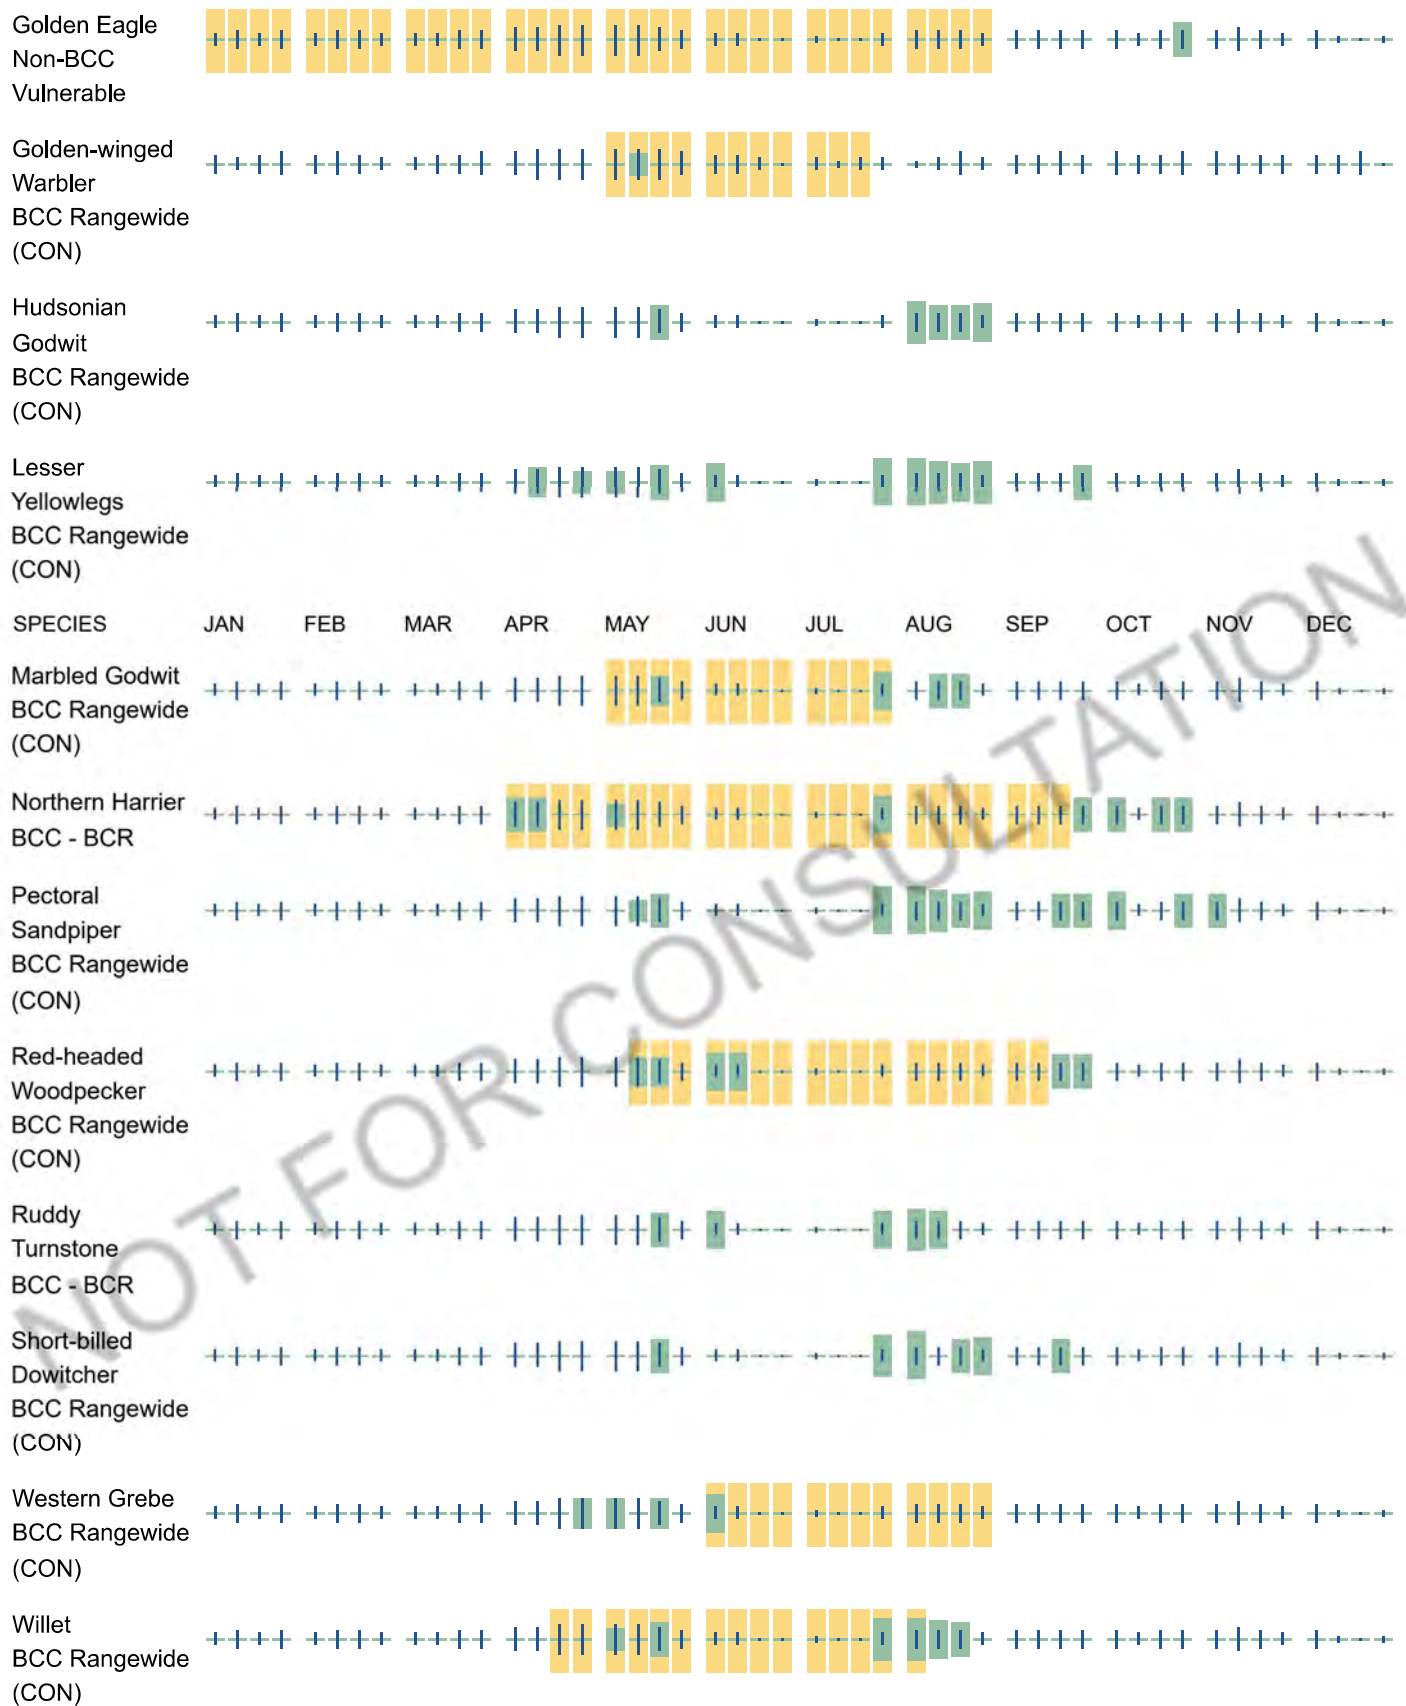 Golden Eagle
Non-BCC
Vulnerable
Golden-winged
Warbler
BCC Rangewide
(CON)
Hudsonian
Godwit
BCC Rangewide
(CON)
Lesser
Yellowlegs
BCC Rangewide
(CON)
SPECIES JAN FEB MAR APR MAY JUN JUL AUG SEP OCT NOV DEC
Marbled Godwit
BCC Rangewide
(CON)
Northern Harrier
BCC - BCR
Pectoral
Sandpiper
BCC Rangewide
(CON)
Red-headed
Woodpecker
BCC Rangewide
(CON)
Ruddy
Turnstone
BCC - BCR
Short-billed
Dowitcher
BCC Rangewide
(CON)
Western Grebe
BCC Rangewide
(CON)
Willet
BCC Rangewide
(CON)
NOT FOR CONSULTATION